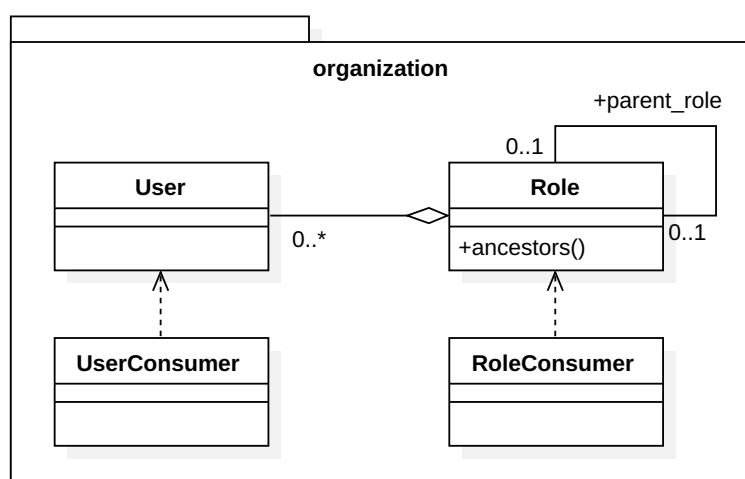 organization
+parent_role
0..1
User
Role
0..*
0..1
+ancestors()
UserConsumer
RoleConsumer